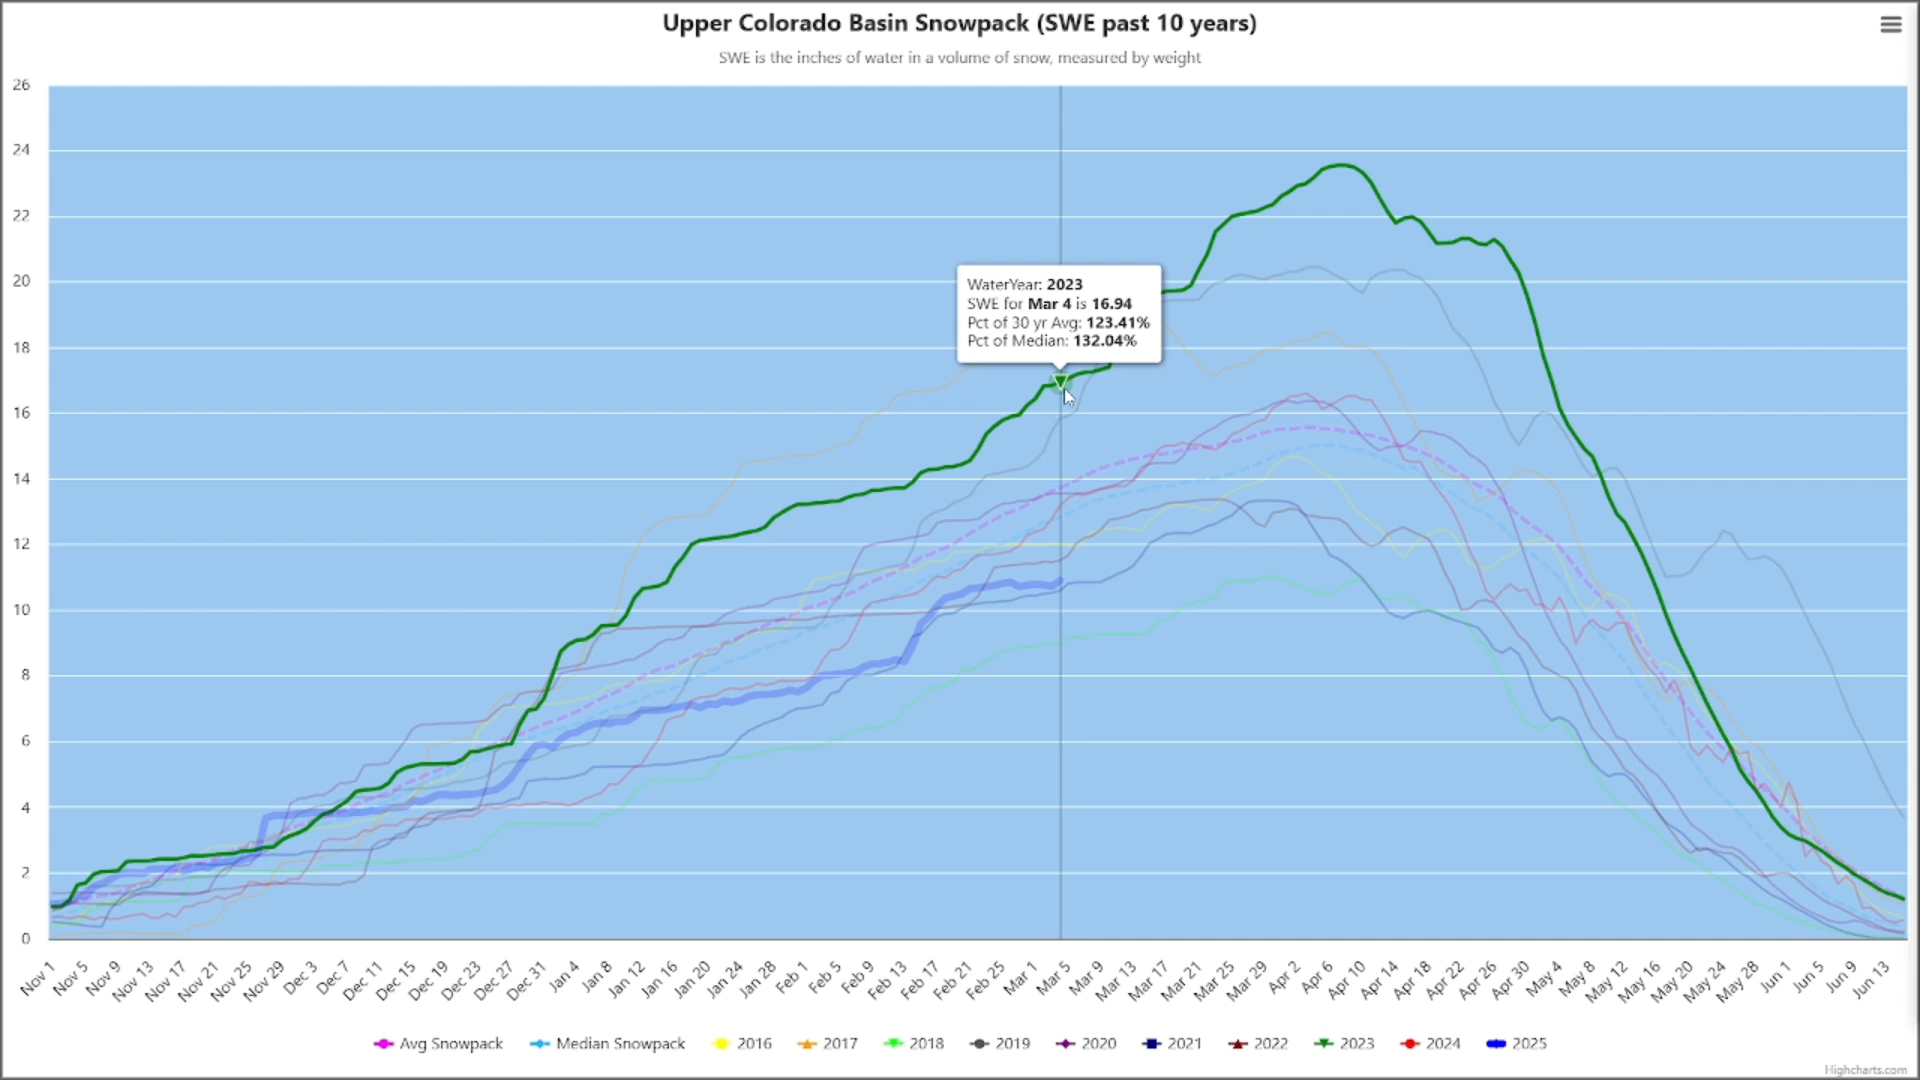 Upper Colorado Basin Snowpack (SWE past 10 years)
SWE is the inches of water in a volume of snow, measured by weight
26
24
22
20
18
16
14
12
10
8
6
4
2
0
WaterYear: 2023
SWE for Mar 4 is 16.94
Pct of 30 yr Avg: 123.41%
Pct of Median: 132.04%
Nov 1 Nov 5 Nov 9 Nov 13 Nov 17 Nov 21 Nov 25 Nov 29 Dec 3 Dec 7 Dec 11 Dec 15 Dec 19 Dec 23 Dec 27 Dec 31 Jan 4 Jan 8 Jan 12 Jan 16 Jan 20 Jan 24 Jan 28 Feb 1 Feb 5 Feb 9 Feb 13 Feb 17 Feb 21 Feb 25 Mar 1 Mar 5 Mar 9 Mar 13 Mar 17 Mar 21 Mar 25 Mar 29 Apr 2 Apr 6 Apr 10 Apr 14 Apr 18 Apr 22 Apr 26 Apr 30 May 4 May 8 May 12 May 16 May 20 May 24 May 28 Jun 1 Jun 5 Jun 9 Jun 13
Avg Snowpack Median Snowpack 2016 2017 2018 2019 2020 2021 2022 2023 2024 2025
Highcharts.com